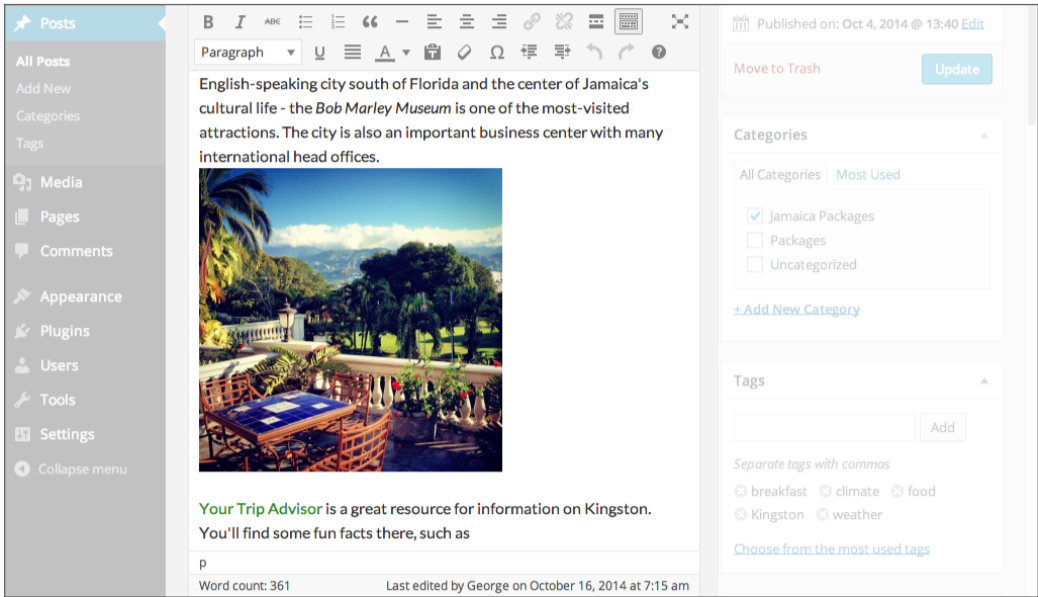 Posts
All Posts
Add New
Categories
Tags
Media
Pages
Comments
Appearance
Plugins
Users
Tools
Settings
Collapse menu
B I ABC
Paragraph U A Ω
English-speaking city south of Florida and the center of Jamaica's
cultural life - the Bob Marley Museum is one of the most-visited
attractions. The city is also an important business center with many
international head offices.
Your Trip Advisor is a great resource for information on Kingston.
You'll find some fun facts there, such as
p
Word count: 361 Last edited by George on October 16, 2014 at 7:15 am
Published on: Oct 4, 2014 @ 13:40 Edit
Move to Trash Update
Categories
All Categories Most Used
Jamaica Packages
Packages
Uncategorized
+ Add New Category
Tags
Add
Separate tags with commas
breakfast climate food
Kingston weather
Choose from the most used tags